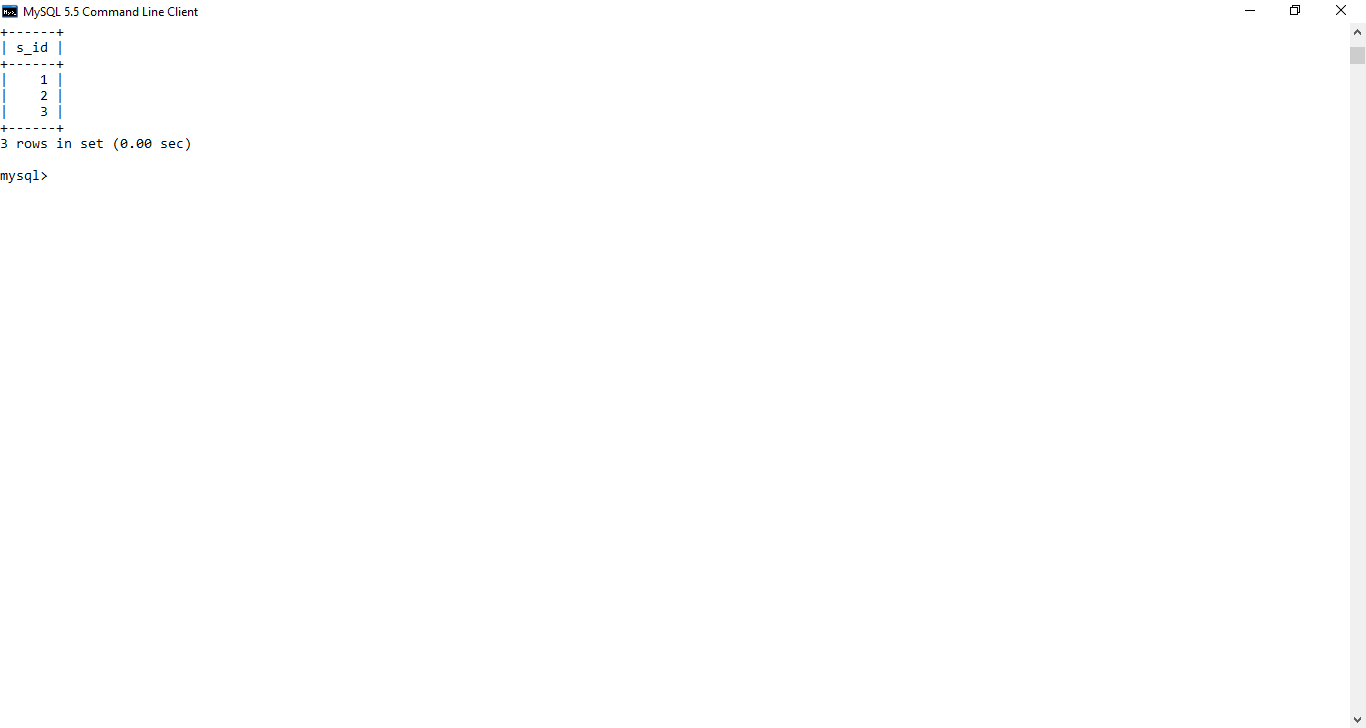 MySQL 5.5 Command Line Client
+------+
| s_id |
+------+
|    1 |
|    2 |
|    3 |
+------+
3 rows in set (0.00 sec)
mysql>